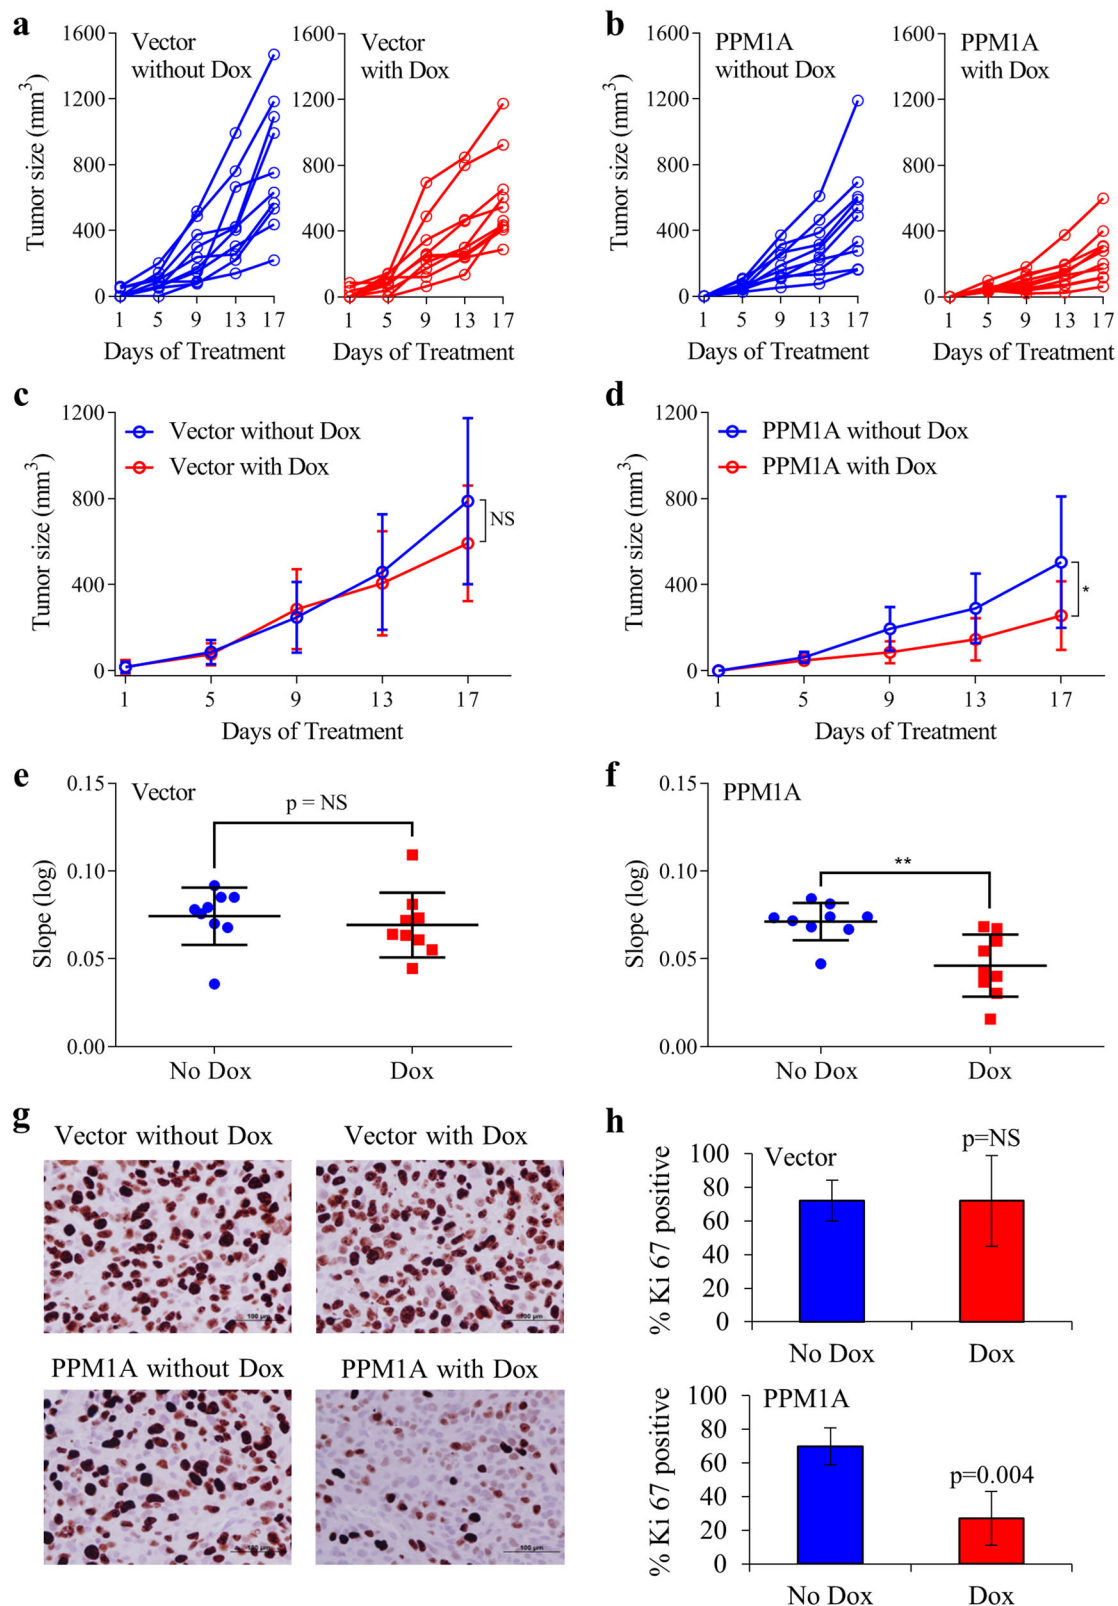 a
Vector
without Dox
Vector
with Dox
Tumor size (mm³)
1600
1200
800
400
0
1 5 9 13 17
Days of Treatment
1600
1200
800
400
0
1 5 9 13 17
Days of Treatment
b
PPM1A
without Dox
PPM1A
with Dox
Tumor size (mm³)
1600
1200
800
400
0
1 5 9 13 17
Days of Treatment
1600
1200
800
400
0
1 5 9 13 17
Days of Treatment
c
Vector without Dox
Vector with Dox
NS
Tumor size (mm³)
1200
800
400
0
1 5 9 13 17
Days of Treatment
d
PPM1A without Dox
PPM1A with Dox
*
Tumor size (mm³)
1200
800
400
0
1 5 9 13 17
Days of Treatment
e
Vector
p = NS
Slope (log)
0.15
0.10
0.05
0.00
No Dox Dox
f
PPM1A
**
Slope (log)
0.15
0.10
0.05
0.00
No Dox Dox
g
Vector without Dox
Vector with Dox
100 µm
100 µm
PPM1A without Dox
PPM1A with Dox
100 µm
100 µm
h
Vector
p=NS
% Ki 67 positive
100
80
60
40
20
0
No Dox Dox
PPM1A
p=0.004
% Ki 67 positive
100
80
60
40
20
0
No Dox Dox